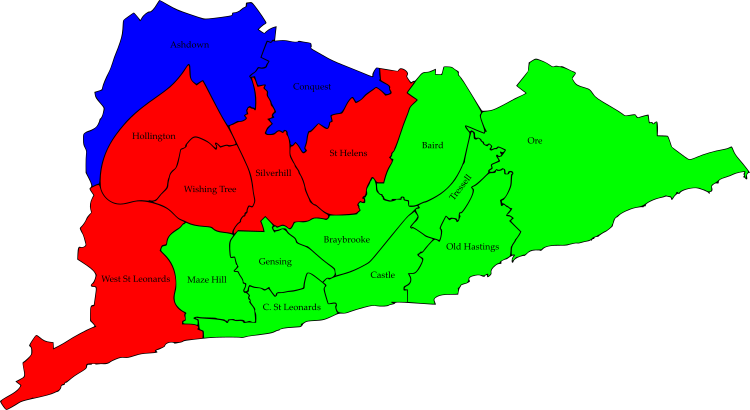 Ashdown
Conquest
Hollington
Baird
Ore
St Helens
Silverhill
Wishing Tree
Tressell
Braybrooke
Old Hastings
Gensing
Castle
West St Leonards
Maze Hill
C. St Leonards